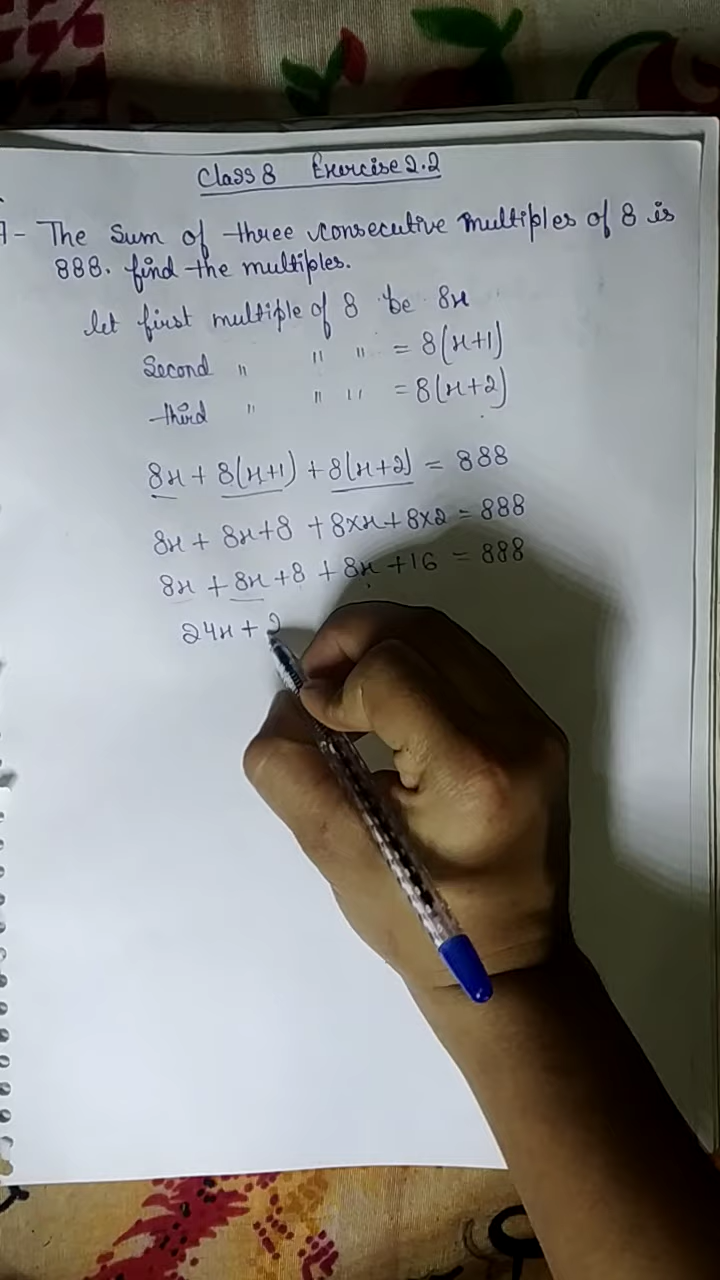 Class 8 Exercise 2.2
7- The Sum of three consecutive multiples of 8 is
888. find the multiples.
let first multiple of 8 be 8x
Second " " " = 8(x+1)
third " " " = 8(x+2)
8x + 8(x+1) + 8(x+2) = 888
8x + 8x+8 + 8×x+8×2 = 888
8x + 8x +8 + 8x +16 = 888
24x + 2